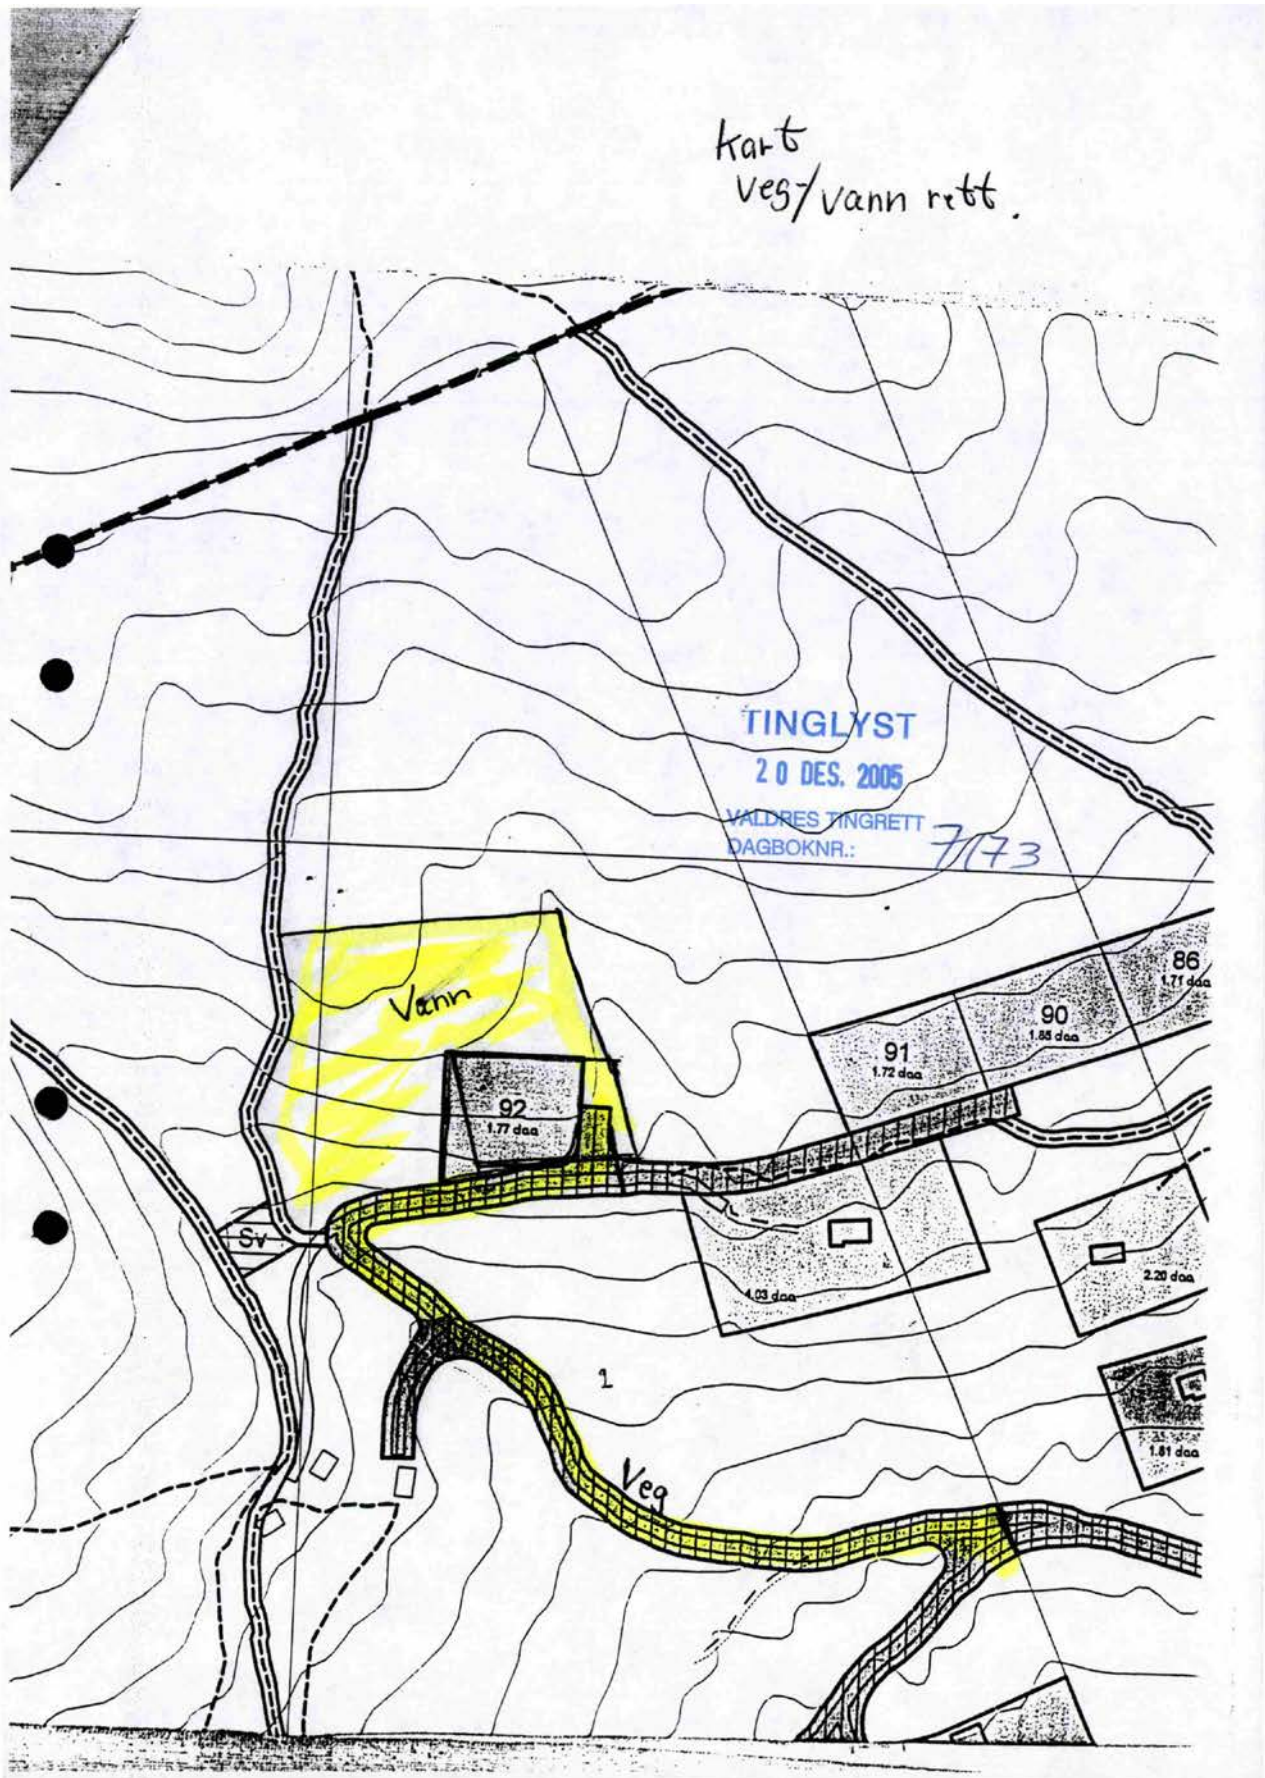 kart
veg-/vann rett.
TINGLYST
20 DES. 2005
VALDRES TINGRETT
DAGBOKNR.: 7173
Vann
86
1.71 daa
90
1.85 daa
91
1.72 daa
92
1.77 daa
Sv
4.03 daa
2.20 daa
1
1.81 daa
Veg